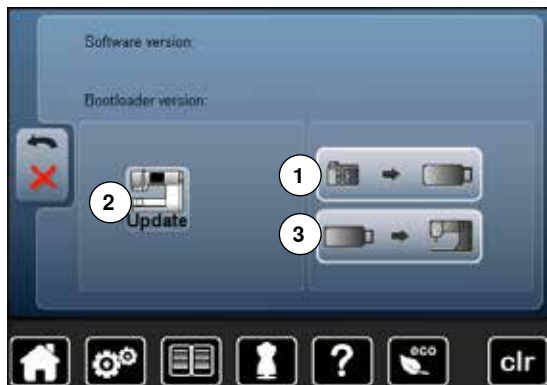 Software version:
Bootloader version:
1
2
Update
3
?
eco
clr